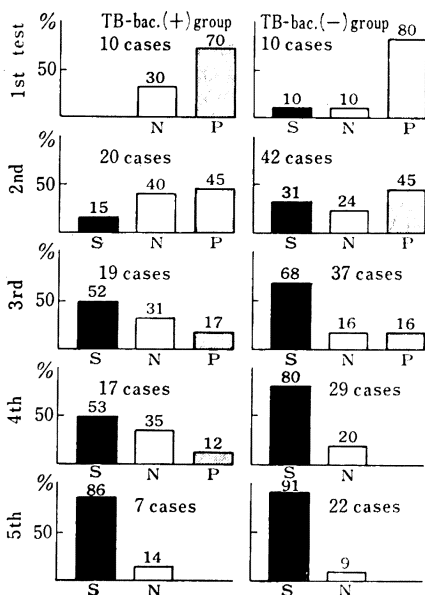 TB-bac.(+)group TB-bac.(−)group
1st test
% 10 cases 70 10 cases 80
50 30 10 10
N P S N P
2nd
% 20 cases 42 cases
50 15 40 45 31 24 45
S N P S N P
3rd
% 19 cases 37 cases
50 52 31 17 68 16 16
S N P S N P
4th
% 17 cases 80 29 cases
50 53 35 12 20
S N P S N
5th
% 86 7 cases 91 22 cases
50 14 9
S N S N